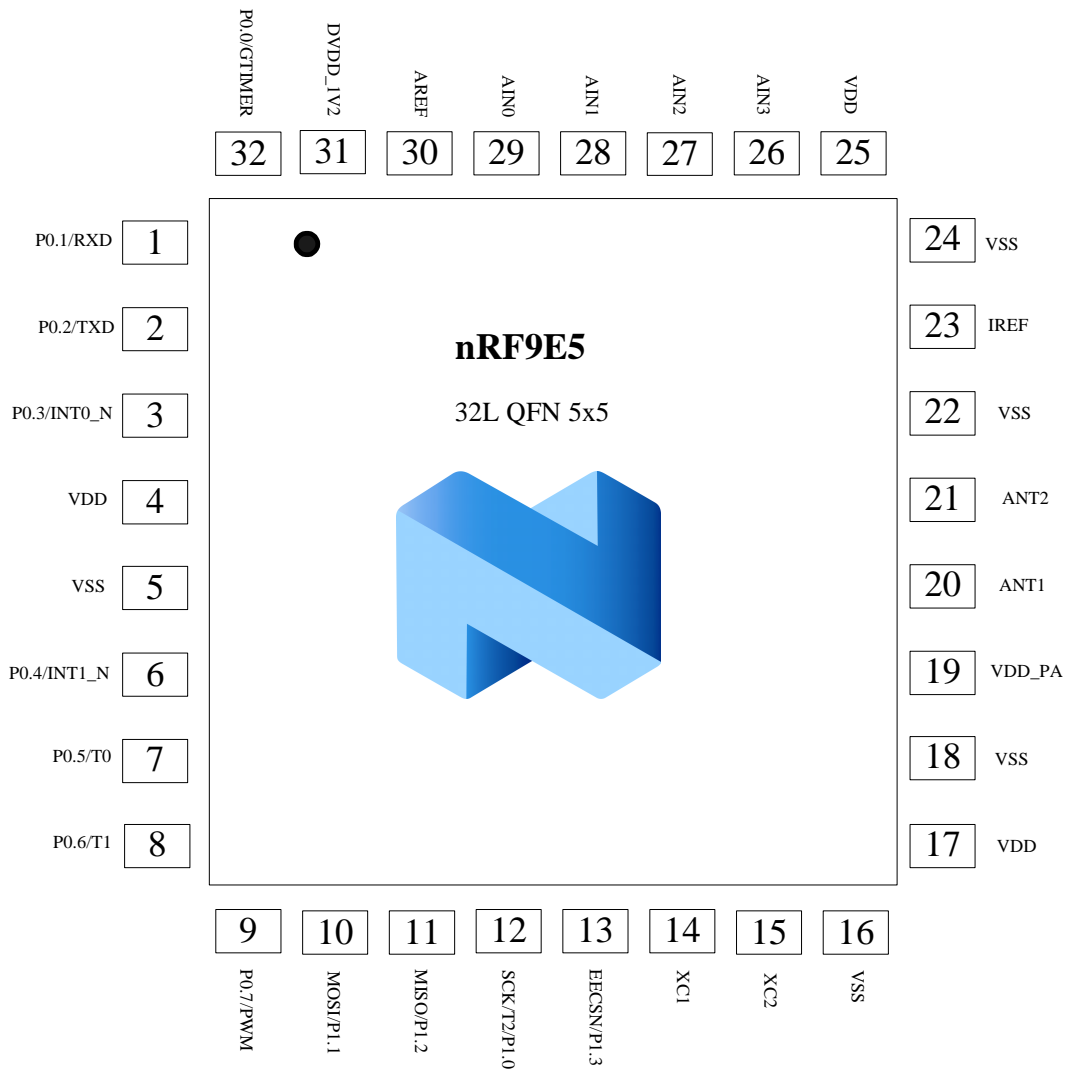 P0.0/GTIMER
DVDD_1V2
AREF
AIN0
AIN1
AIN2
AIN3
VDD
32
31
30
29
28
27
26
25
P0.1/RXD 1
P0.2/TXD 2
P0.3/INT0_N 3
VDD 4
VSS 5
P0.4/INT1_N 6
P0.5/T0 7
P0.6/T1 8
nRF9E5
32L QFN 5x5
24 VSS
23 IREF
22 VSS
21 ANT2
20 ANT1
19 VDD_PA
18 VSS
17 VDD
9
10
11
12
13
14
15
16
P0.7/PWM
MOSI/P1.1
MISO/P1.2
SCK/T2/P1.0
EECSN/P1.3
XC1
XC2
VSS